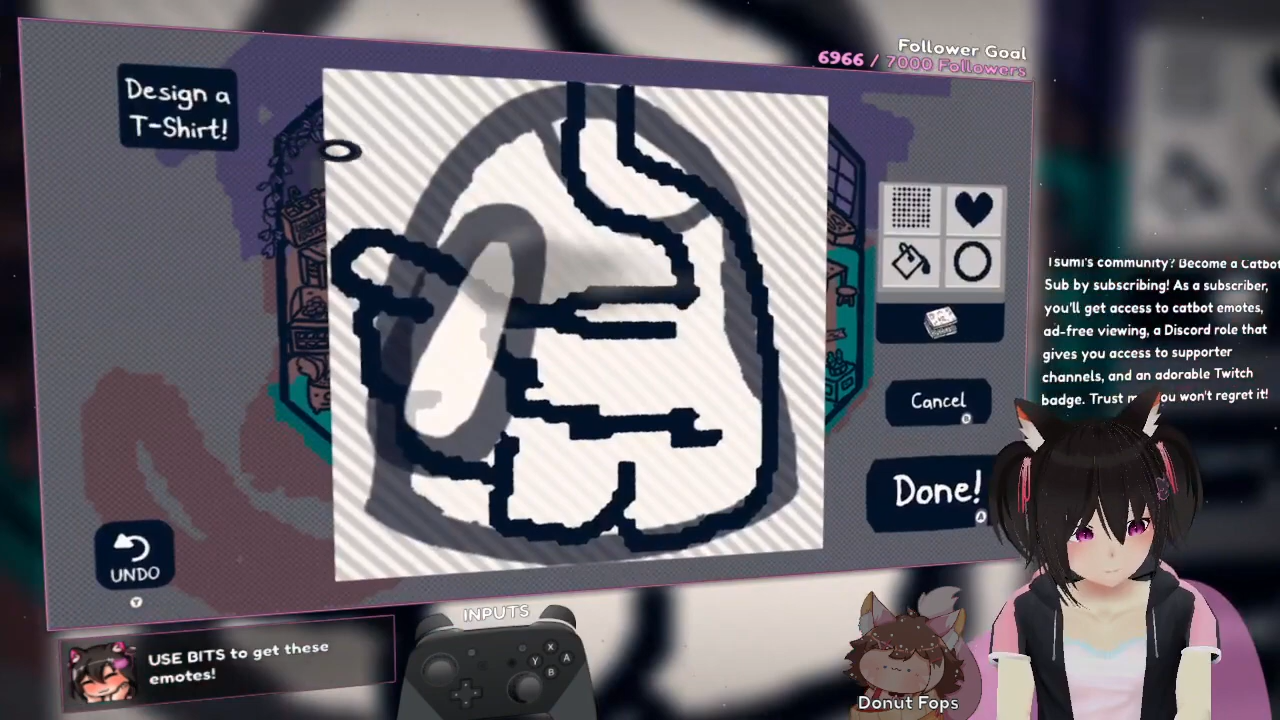 Follower Goal
6966 / 7000 Followers
Design a
T-Shirt!
Tsumi's community? Become a Catbot
Sub by subscribing! As a subscriber,
you'll get access to catbot emotes,
ad-free viewing, a Discord role that
gives you access to supporter
channels, and an adorable Twitch
badge. Trust you won't regret it!
Cancel
B
Done!
A
UNDO
Y
INPUTS
X
Y
A
B
USE BITS to get these
emotes!
Donut Fops